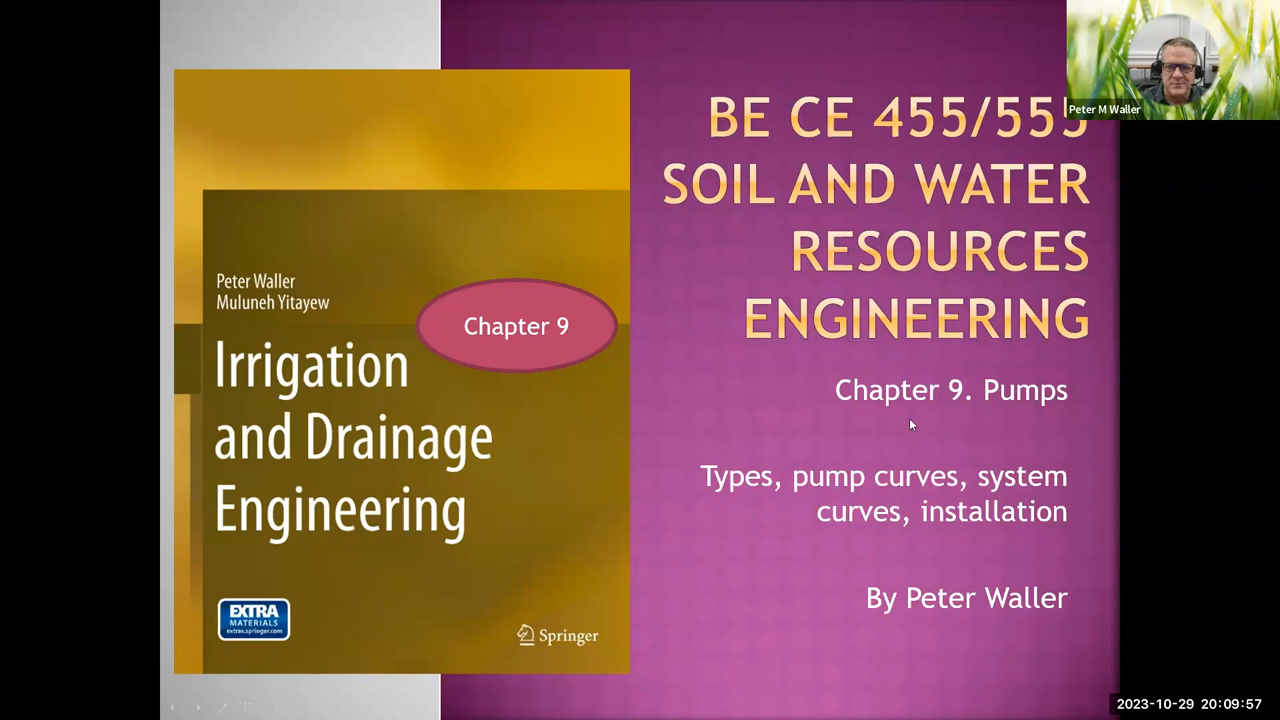 Peter M Waller
BE CE 455/555
SOIL AND WATER
RESOURCES
ENGINEERING
Peter Waller
Muluneh Yitayew
Chapter 9
Irrigation
and Drainage
Engineering
EXTRA
MATERIALS
extras.springer.com
Springer
Chapter 9. Pumps
Types, pump curves, system
curves, installation
By Peter Waller
2023-10-29 20:09:57